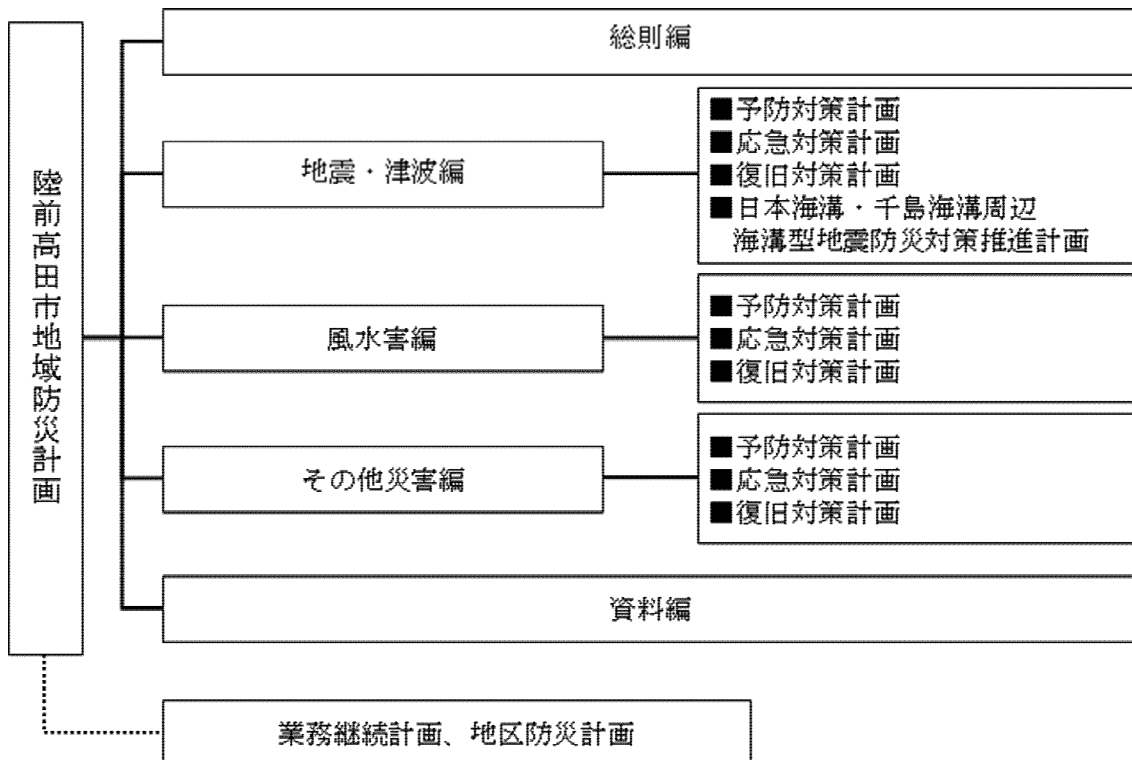 陸前高田市地域防災計画
総則編
地震・津波編
■予防対策計画
■応急対策計画
■復旧対策計画
■日本海溝・千島海溝周辺
海溝型地震防災対策推進計画
風水害編
■予防対策計画
■応急対策計画
■復旧対策計画
その他災害編
■予防対策計画
■応急対策計画
■復旧対策計画
資料編
業務継続計画、地区防災計画